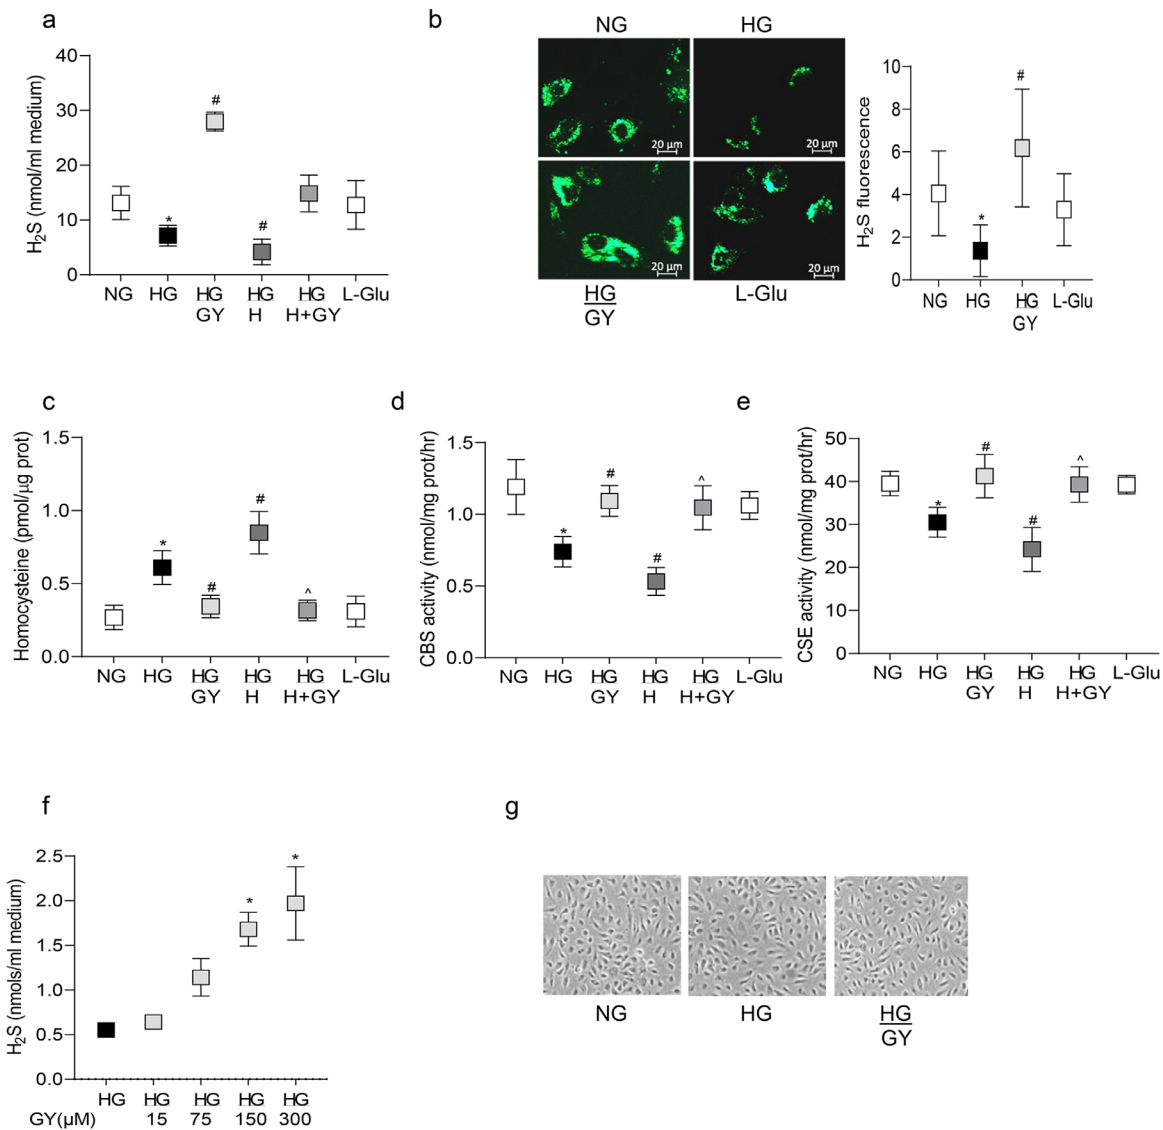 a
H2S (nmol/ml medium)
40
30
20
10
0
*
#
#
NG HG HG HG HG L-Glu
GY H H+GY
b
NG HG
20 µm 20 µm
20 µm 20 µm
HG L-Glu
GY
H2S fluorescence
10
8
6
4
2
0
*
#
NG HG HG L-Glu
GY
c
Homocysteine (pmol/µg prot)
1.5
1.0
0.5
0.0
*
#
#
^
NG HG HG HG HG L-Glu
GY H H+GY
d
CBS activity (nmol/mg prot/hr)
1.5
1.0
0.5
0.0
*
#
#
^
NG HG HG HG HG L-Glu
GY H H+GY
e
CSE activity (nmol/mg prot/hr)
50
40
30
20
10
0
*
#
#
^
NG HG HG HG HG L-Glu
GY H H+GY
f
H2S (nmols/ml medium)
2.5
2.0
1.5
1.0
0.5
0.0
*
*
HG HG HG HG HG
GY(µM) 15 75 150 300
g
NG HG HG
GY